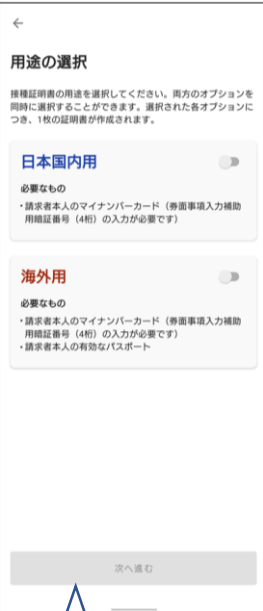 用途の選択
接種証明書の用途を選択してください。両方のオプションを
同時に選択することができます。選択された各オプションに
つき、1枚の証明書が作成されます。
日本国内用
必要なもの
・請求者本人のマイナンバーカード（券面事項入力補助
用暗証番号（4桁）の入力が必要です）
海外用
必要なもの
・請求者本人のマイナンバーカード（券面事項入力補助
用暗証番号（4桁）の入力が必要です）
・請求者本人の有効なパスポート
次へ進む